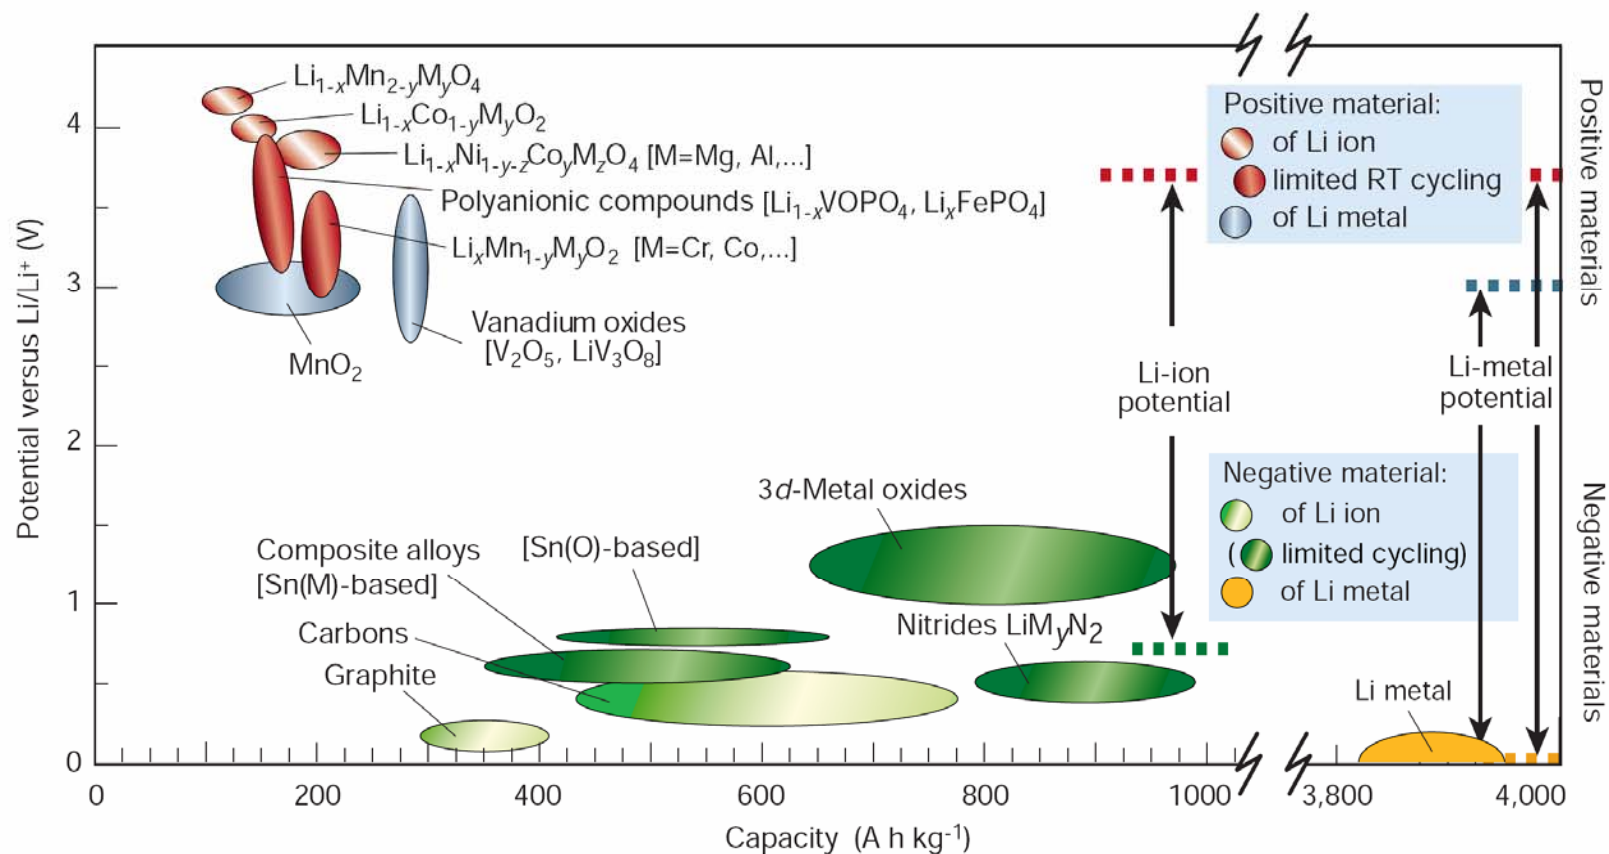 Li₁₋ₓMn₂₋yMyO₄
Li₁₋ₓCo₁₋yMyO₂
Li₁₋ₓNi₁₋y₋zCoyMzO₄ [M=Mg, Al,...]
Polyanionic compounds [Li₁₋ₓVOPO₄, LiₓFePO₄]
LiₓMn₁₋yMyO₂ [M=Cr, Co,...]
Vanadium oxides
[V₂O₅, LiV₃O₈]
MnO₂
Positive material:
of Li ion
limited RT cycling
of Li metal
Li-ion
potential
Li-metal
potential
Negative material:
of Li ion
( limited cycling)
of Li metal
3d-Metal oxides
Composite alloys
[Sn(M)-based]
[Sn(O)-based]
Carbons
Graphite
Nitrides LiMyN₂
Li metal
Positive materials
Negative materials
Potential versus Li/Li⁺ (V)
4
3
2
1
0
0 200 400 600 800 1000 3,800 4,000
Capacity (A h kg⁻¹)